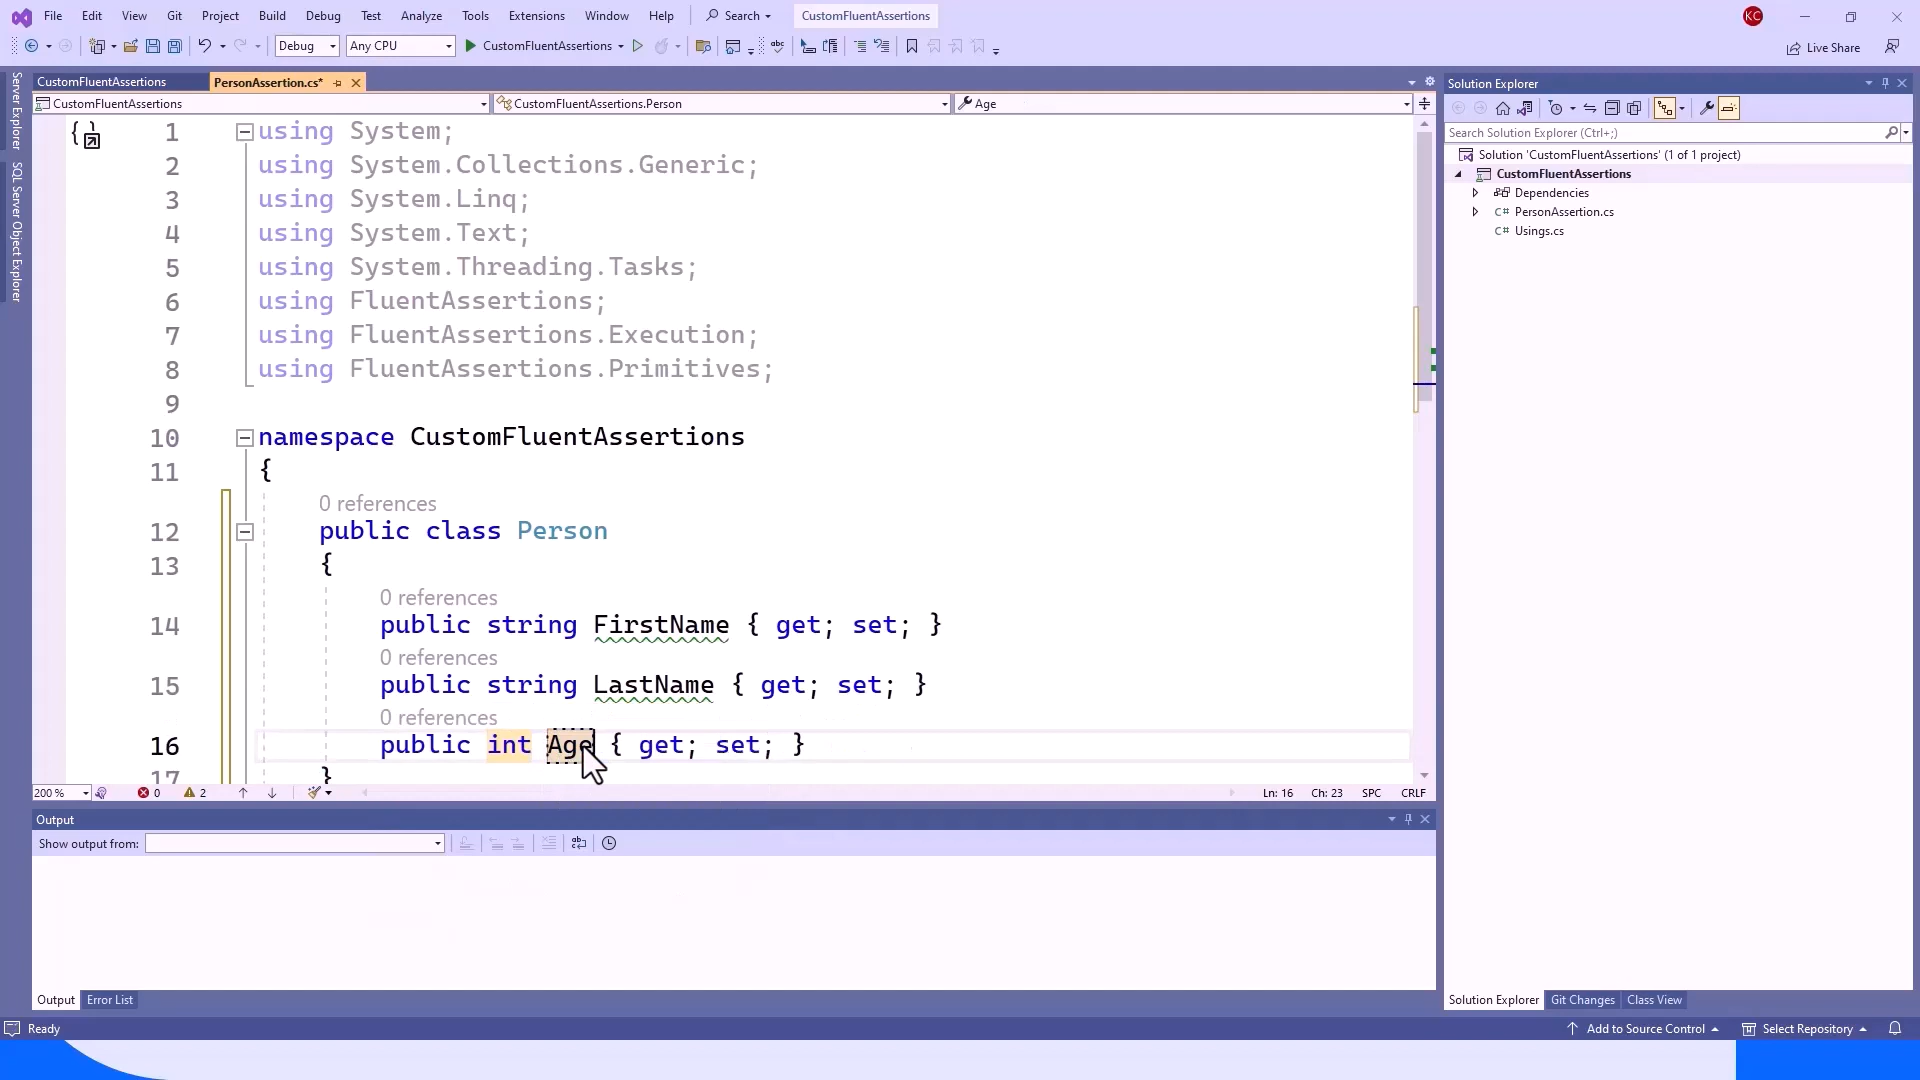 File Edit View Git Project Build Debug Test Analyze Tools Extensions Window Help Search CustomFluentAssertions KC
Debug Any CPU CustomFluentAssertions Live Share
Server Explorer
SQL Server Object Explorer
CustomFluentAssertions PersonAssertion.cs*
CustomFluentAssertions CustomFluentAssertions.Person Age
1 using System;
2 using System.Collections.Generic;
3 using System.Linq;
4 using System.Text;
5 using System.Threading.Tasks;
6 using FluentAssertions;
7 using FluentAssertions.Execution;
8 using FluentAssertions.Primitives;
9
10 namespace CustomFluentAssertions
11 {
0 references
12 public class Person
13 {
0 references
14 public string FirstName { get; set; }
0 references
15 public string LastName { get; set; }
0 references
16 public int Age { get; set; }
17 }
200 % 0 2 Ln: 16 Ch: 23 SPC CRLF
Output
Show output from:
Output Error List
Solution Explorer
Search Solution Explorer (Ctrl+;)
Solution 'CustomFluentAssertions' (1 of 1 project)
CustomFluentAssertions
Dependencies
C# PersonAssertion.cs
C# Usings.cs
Solution Explorer Git Changes Class View
Ready Add to Source Control Select Repository